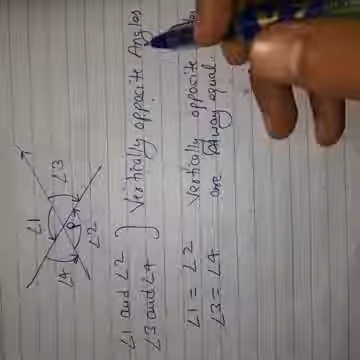 ∠1
∠3
∠4
∠2
∠1 and ∠2
∠3 and ∠4
} Vertically opposite Angles
∠1 = ∠2
∠3 = ∠4
Vertically opposite
are Alway equal.